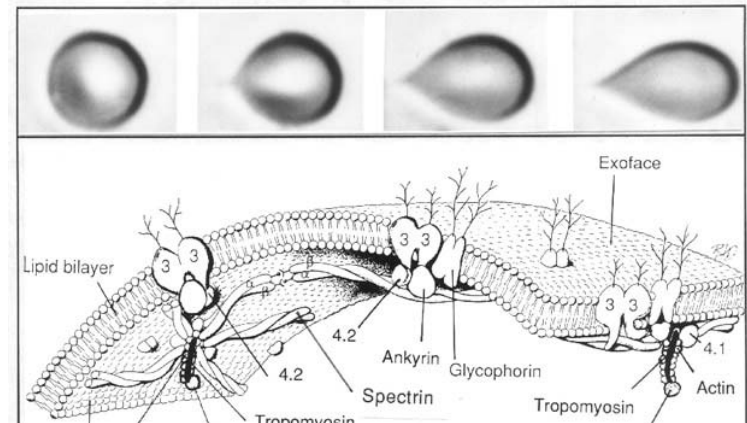 Exoface
Lipid bilayer
3
3
3 3
3 3
β
α
α
β
4.2
4.2
Ankyrin
Glycophorin
Spectrin
Tropomyosin
Tropomyosin
4.1
Actin